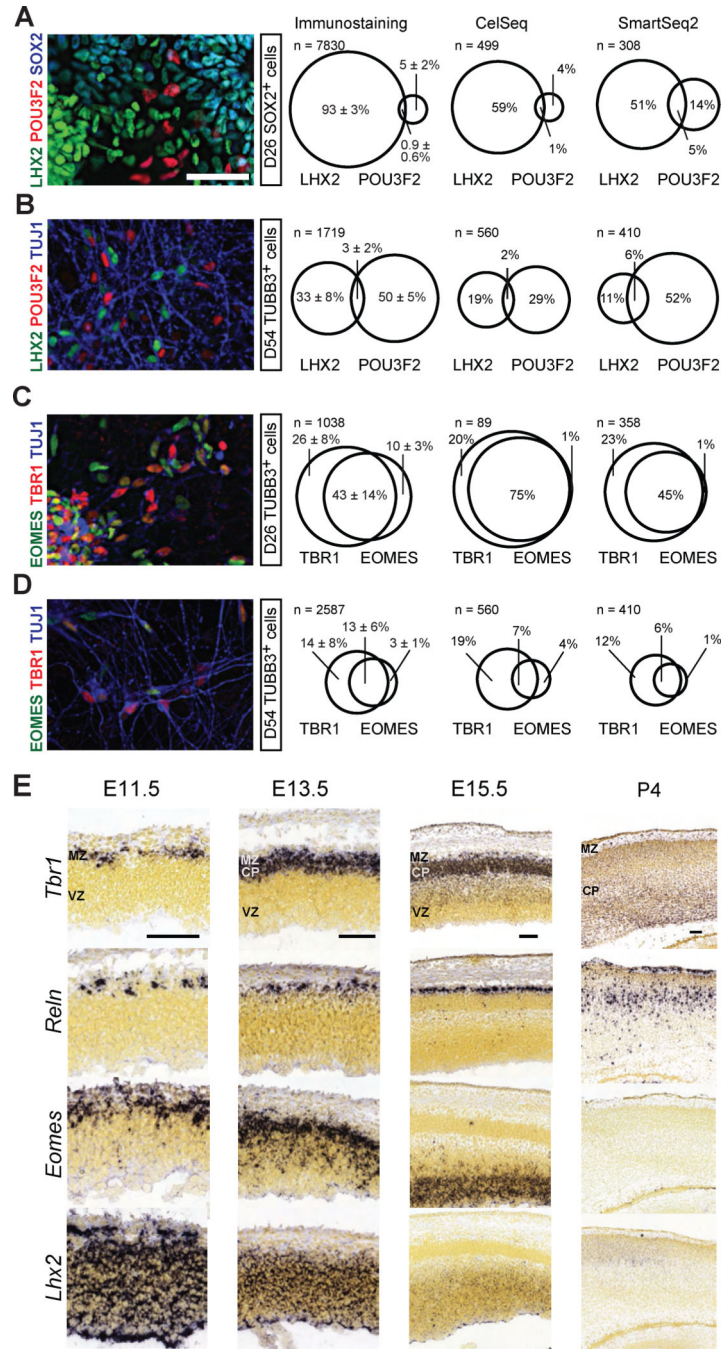 A
Immunostaining
CelSeq
SmartSeq2
LHX2 POU3F2 SOX2
D26 SOX2+ cells
n = 7830
5 ± 2%
93 ± 3%
0.9 ±
0.6%
LHX2 POU3F2
n = 499
4%
59%
1%
LHX2 POU3F2
n = 308
51%
14%
5%
LHX2 POU3F2
B
LHX2 POU3F2 TUJ1
D54 TUBB3+ cells
n = 1719
3 ± 2%
33 ± 8%
50 ± 5%
LHX2 POU3F2
n = 560
2%
19%
29%
LHX2 POU3F2
n = 410
6%
11%
52%
LHX2 POU3F2
C
EOMES TBR1 TUJ1
D26 TUBB3+ cells
n = 1038
26 ± 8%
10 ± 3%
43 ± 14%
TBR1 EOMES
n = 89
20%
1%
75%
TBR1 EOMES
n = 358
23%
1%
45%
TBR1 EOMES
D
EOMES TBR1 TUJ1
D54 TUBB3+ cells
n = 2587
13 ± 6%
14 ± 8%
3 ± 1%
TBR1 EOMES
n = 560
7%
19%
4%
TBR1 EOMES
n = 410
6%
12%
1%
TBR1 EOMES
E
E11.5
E13.5
E15.5
P4
Tbr1
MZ
VZ
MZ
CP
VZ
MZ
CP
VZ
MZ
CP
Reln
Eomes
Lhx2